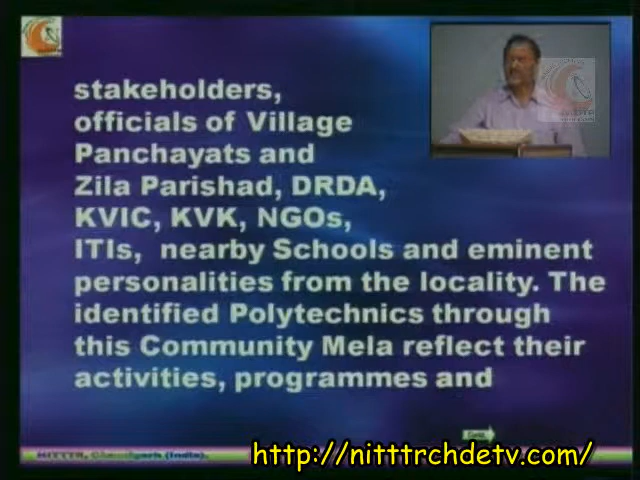 stakeholders,
officials of Village
Panchayats and
Zila Parishad, DRDA,
KVIC, KVK, NGOs,
ITIs, nearby Schools and eminent
personalities from the locality. The
identified Polytechnics through
this Community Mela reflect their
activities, programmes and
NITTTR, Chandigarh (India),
http://nitttrchdetv.com/